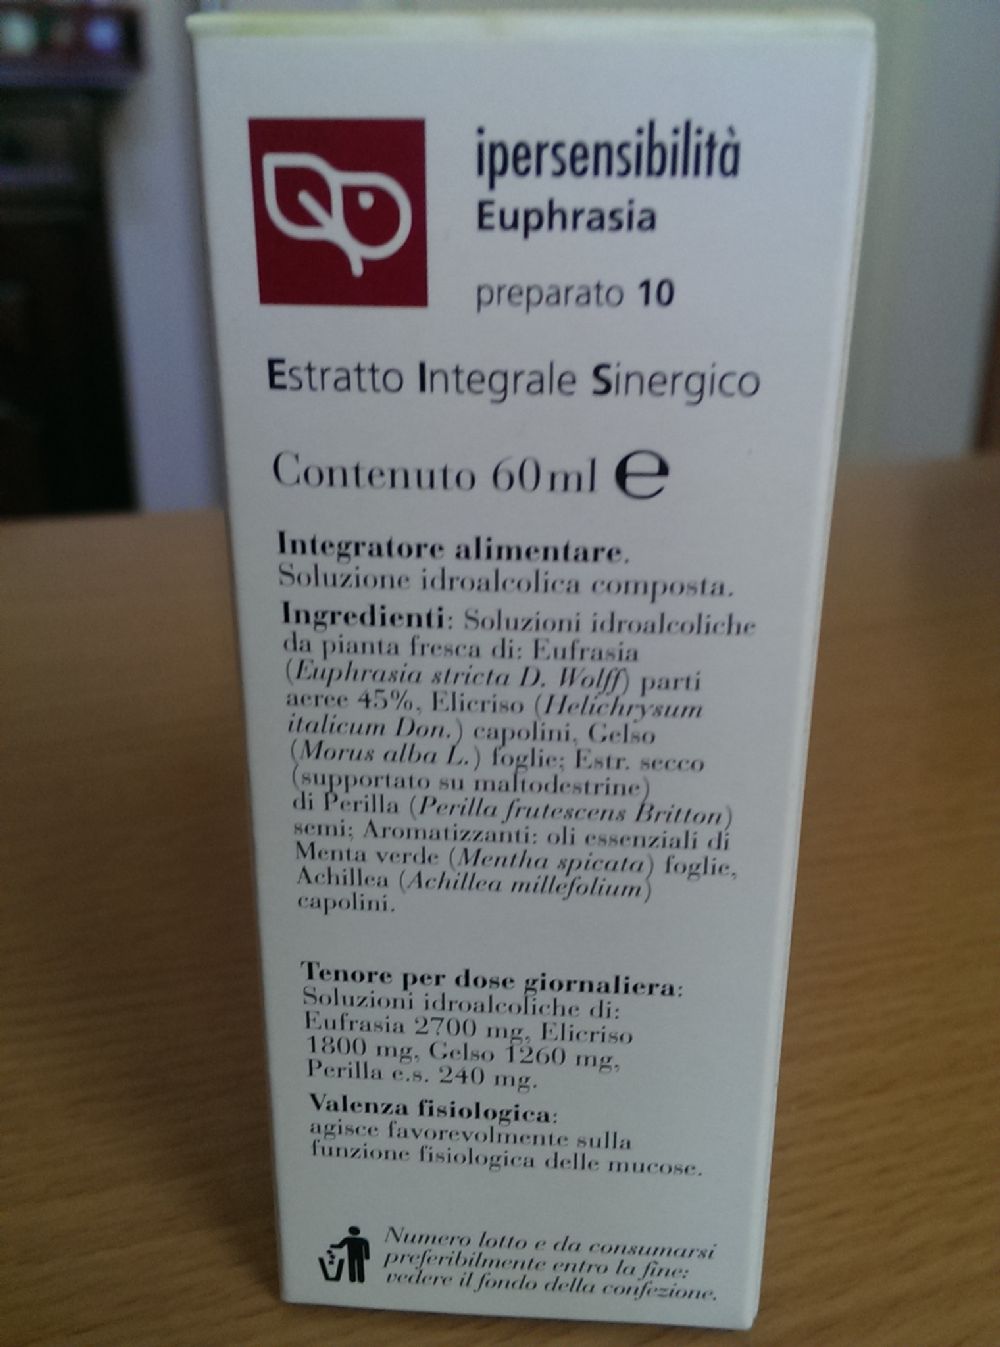 ipersensibilità
Euphrasia
preparato 10
Estratto Integrale Sinergico
Contenuto 60ml e
Integratore alimentare.
Soluzione idroalcolica composta.
Ingredienti: Soluzioni idroalcoliche
da pianta fresca di: Eufrasia
(Euphrasia stricta D. Wolff) parti
aeree 45%, Elicriso (Helichrysum
italicum Don.) capolini, Gelso
(Morus alba L.) foglie; Estr. secco
(supportato su maltodestrine)
di Perilla (Perilla frutescens Britton)
semi; Aromatizzanti: oli essenziali di
Menta verde (Mentha spicata) foglie,
Achillea (Achillea millefolium)
capolini.
Tenore per dose giornaliera:
Soluzioni idroalcoliche di:
Eufrasia 2700 mg, Elicriso
1800 mg, Gelso 1260 mg,
Perilla e.s. 240 mg.
Valenza fisiologica:
agisce favorevolmente sulla
funzione fisiologica delle mucose.
Numero lotto e da consumarsi
preferibilmente entro la fine:
vedere il fondo della confezione.